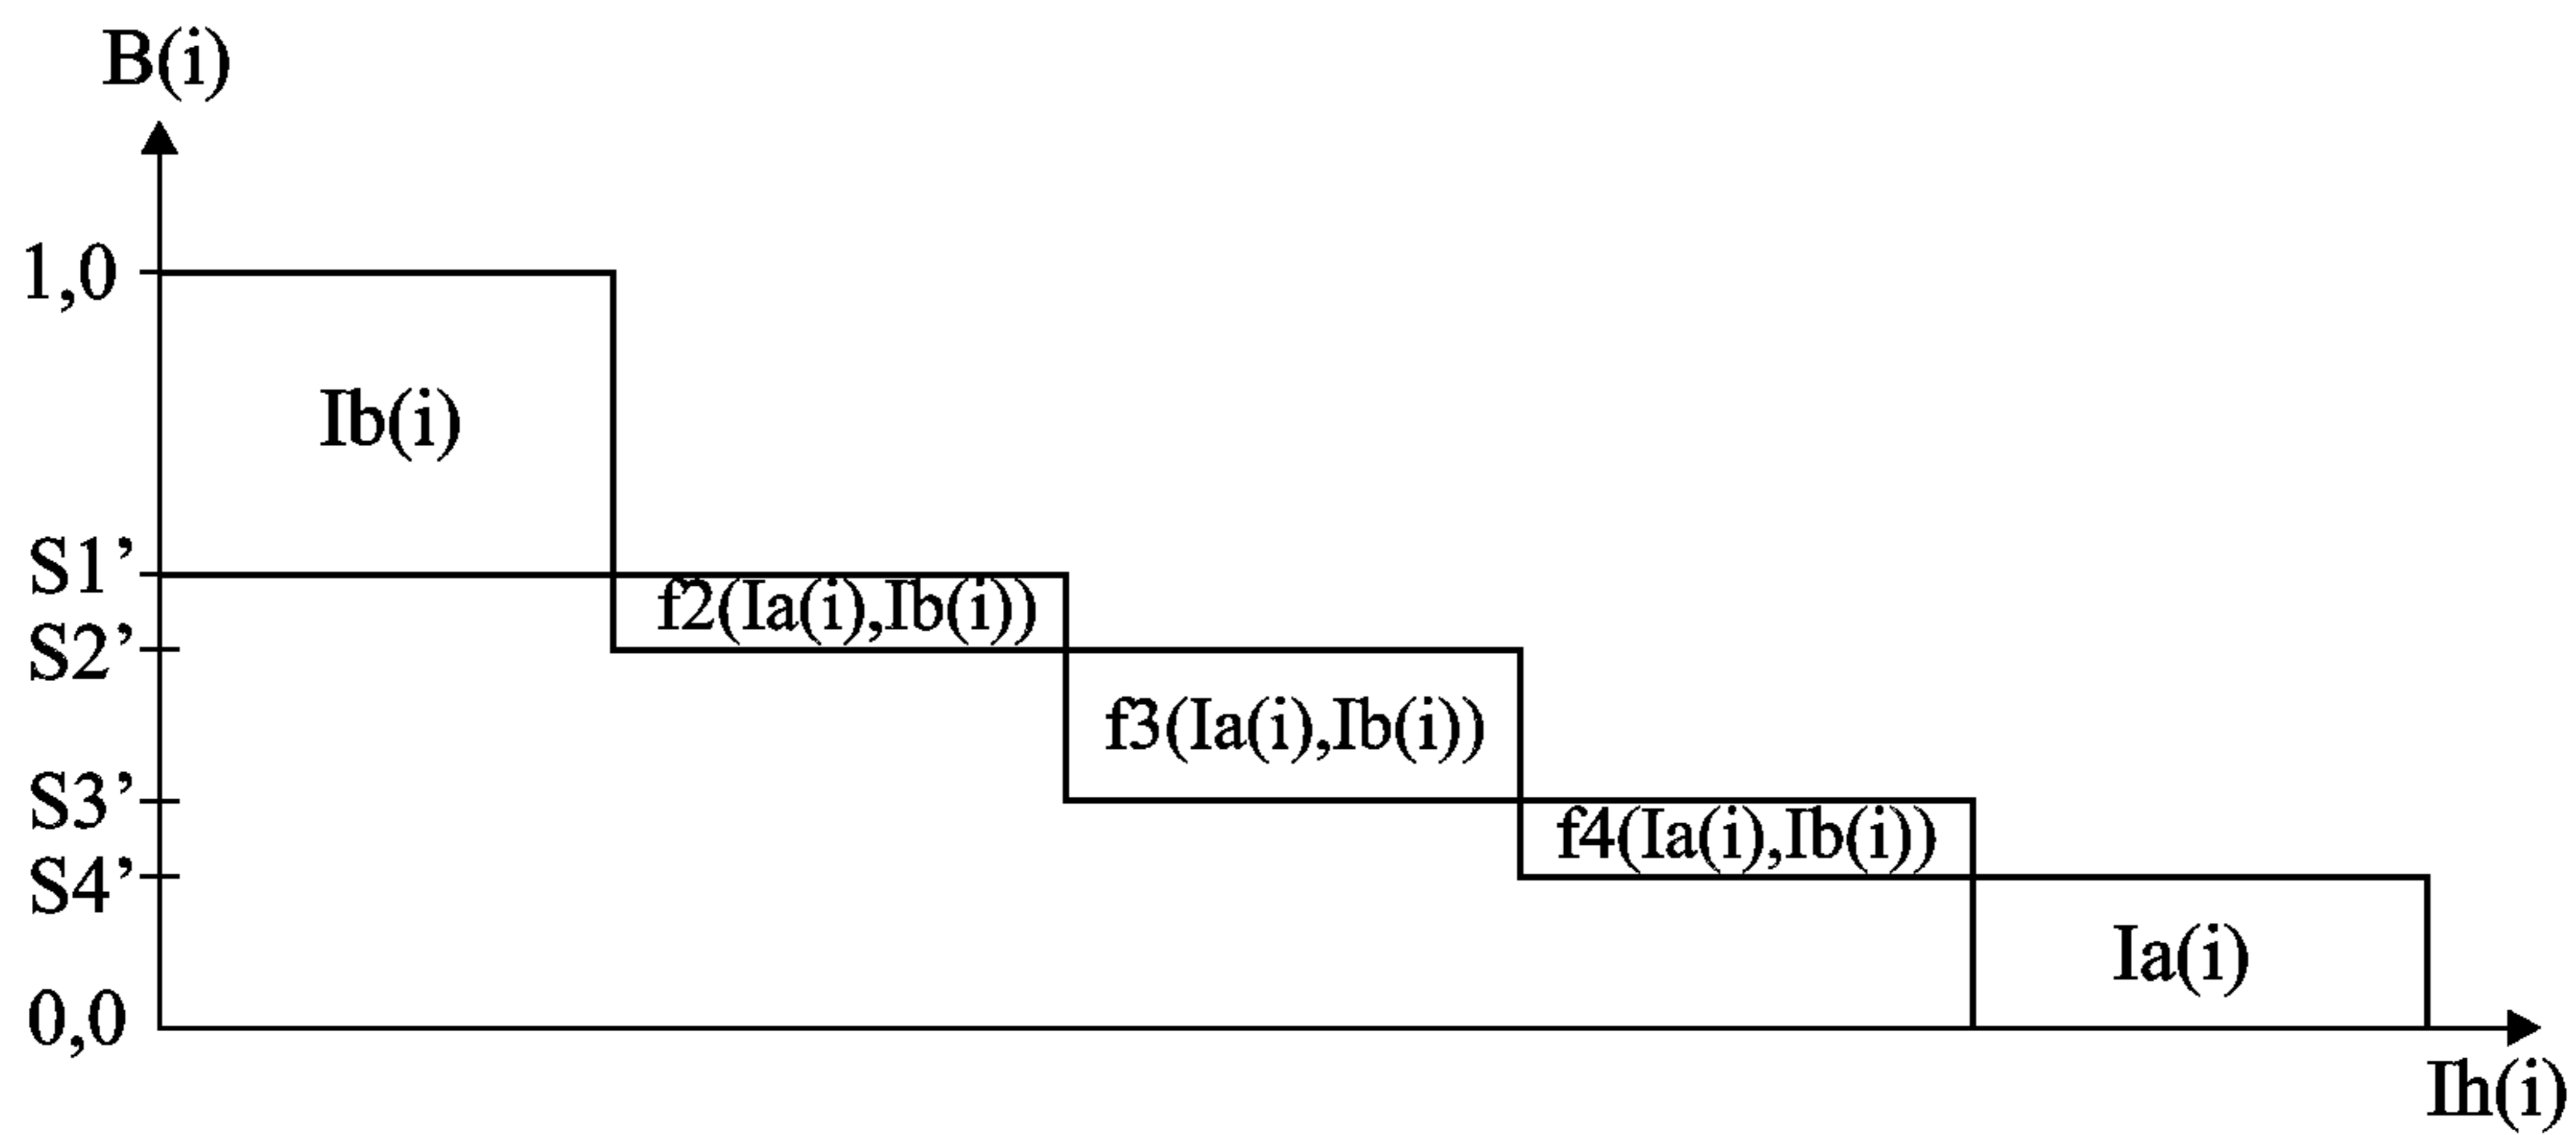 B(i)
1,0
Ib(i)
S1’
f2(Ia(i),Ib(i))
S2’
f3(Ia(i),Ib(i))
S3’
f4(Ia(i),Ib(i))
S4’
Ia(i)
0,0
Ih(i)